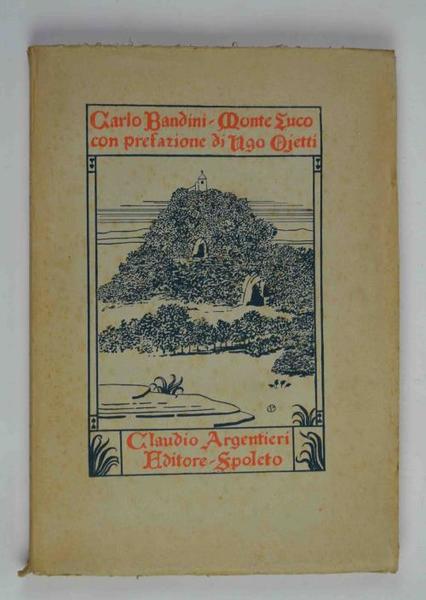 Carlo Bandini - Monte Luco
con prefazione di Ugo Ojetti
Claudio Argentieri
Editore - Spoleto